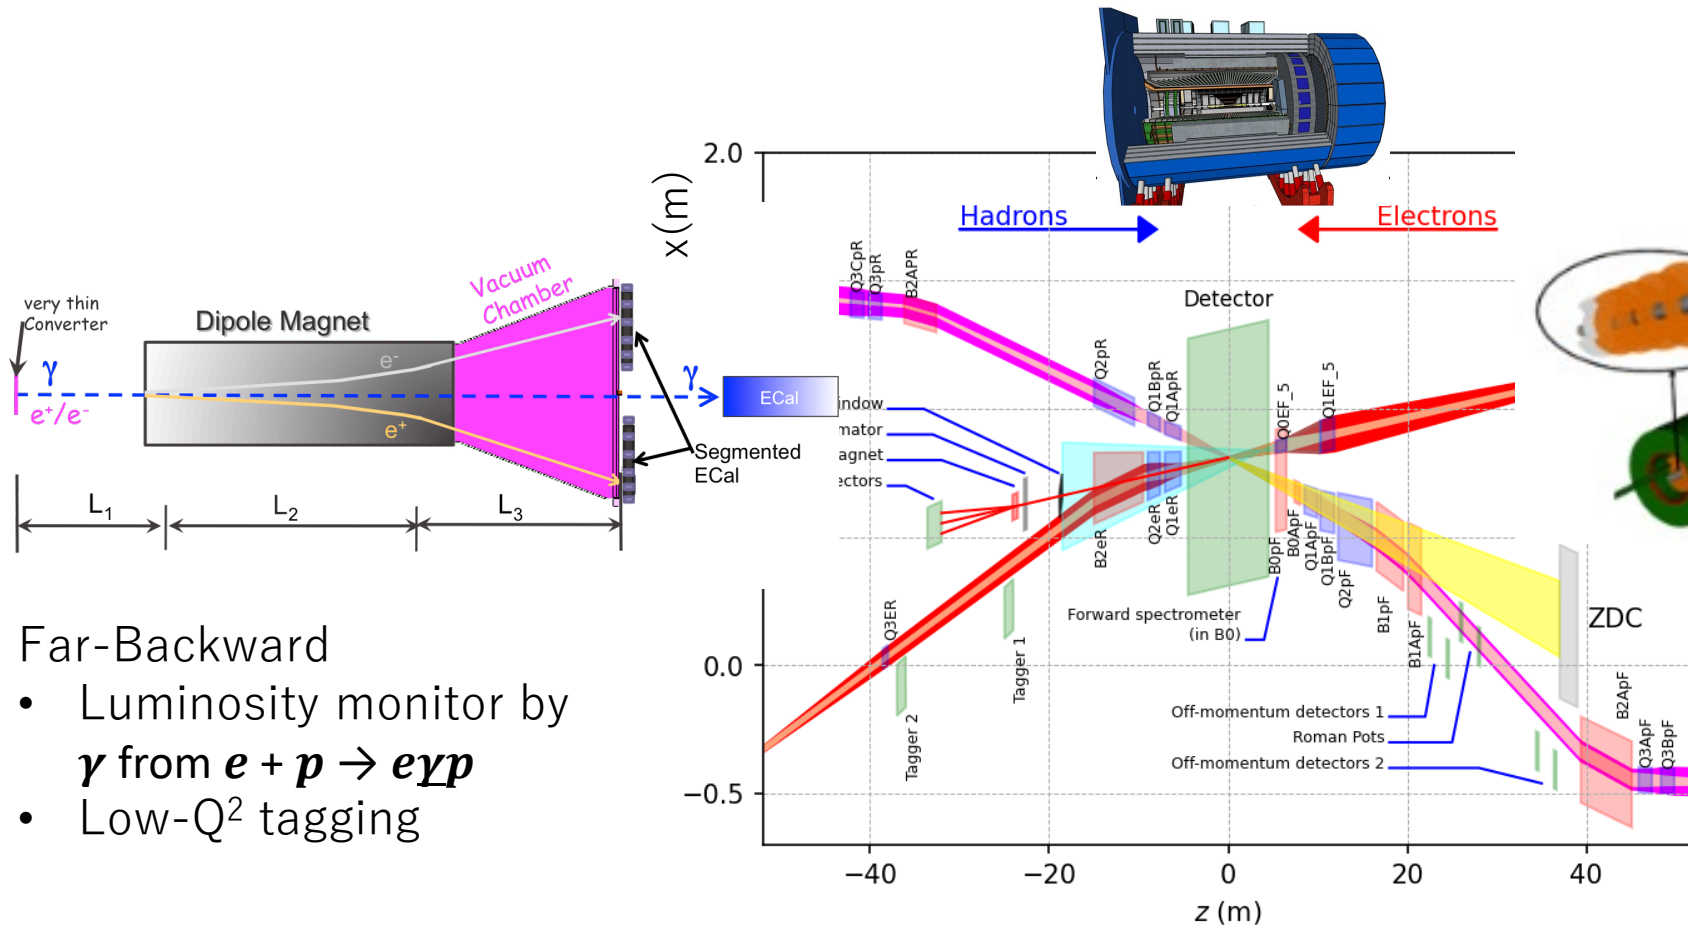 very thin
Converter
γ
e⁺/e⁻
Dipole Magnet
e⁻
e⁺
Vacuum
Chamber
γ
ECal
Segmented
ECal
L₁
L₂
L₃
Far-Backward
• Luminosity monitor by
γ from e + p → eγp
• Low-Q² tagging
x(m)
2.0
0.0
−0.5
−40
−20
0
20
40
z (m)
Hadrons
Electrons
Detector
Q3CpR
Q3pR
B2APR
Q2pR
Q1BpR
Q1ApR
Q0EF_5
Q1EF_5
indow
mator
agnet
ectors
B2eR
Q2eR
Q1eR
B0pF
B0ApF
Q1ApF
Q1BpF
Q2pF
B1pF
B1ApF
Forward spectrometer
(in B0)
ZDC
Q3ER
Tagger 1
Tagger 2
Off-momentum detectors 1
Roman Pots
Off-momentum detectors 2
B2ApF
Q3ApF
Q3BpF